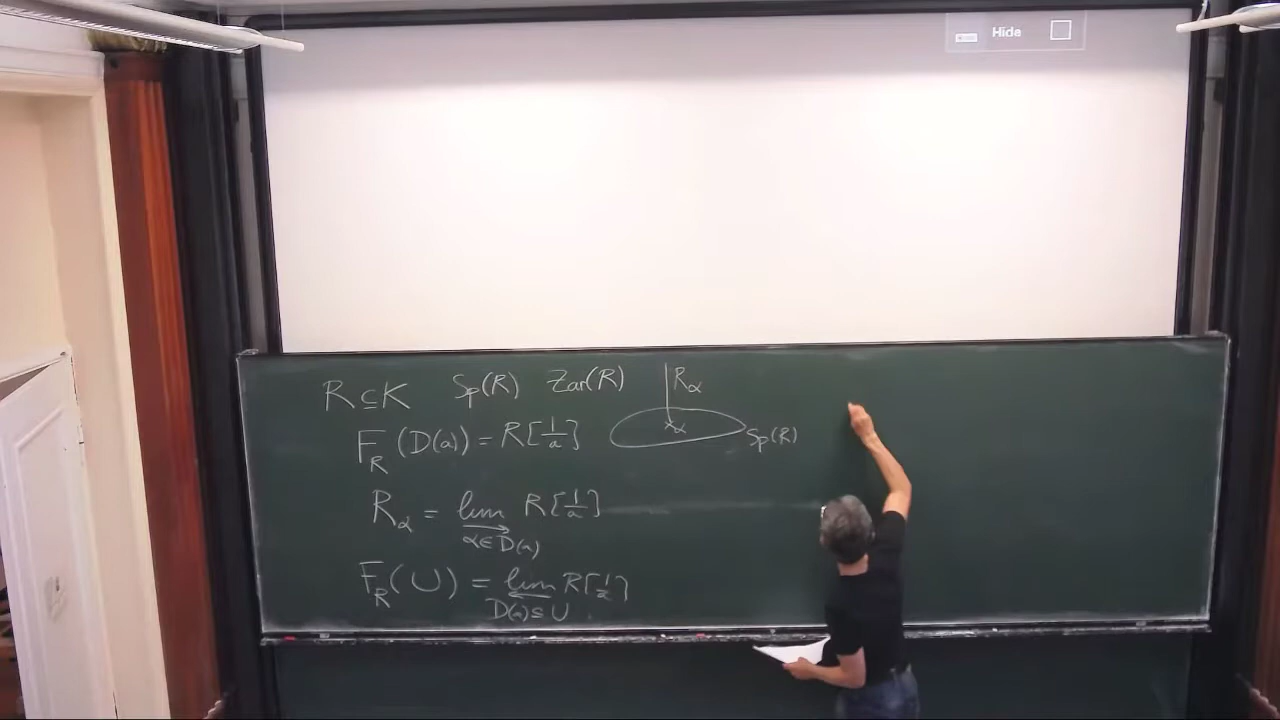 Hide
R ⊆ K Sp(R) Zar(R)
R_α
α
Sp(R)
F_R(D(a)) = R[1/a]
R_α = lim→ R[1/a]
α∈D(a)
F_R(U) = lim← R[1/a]
D(a)⊆U